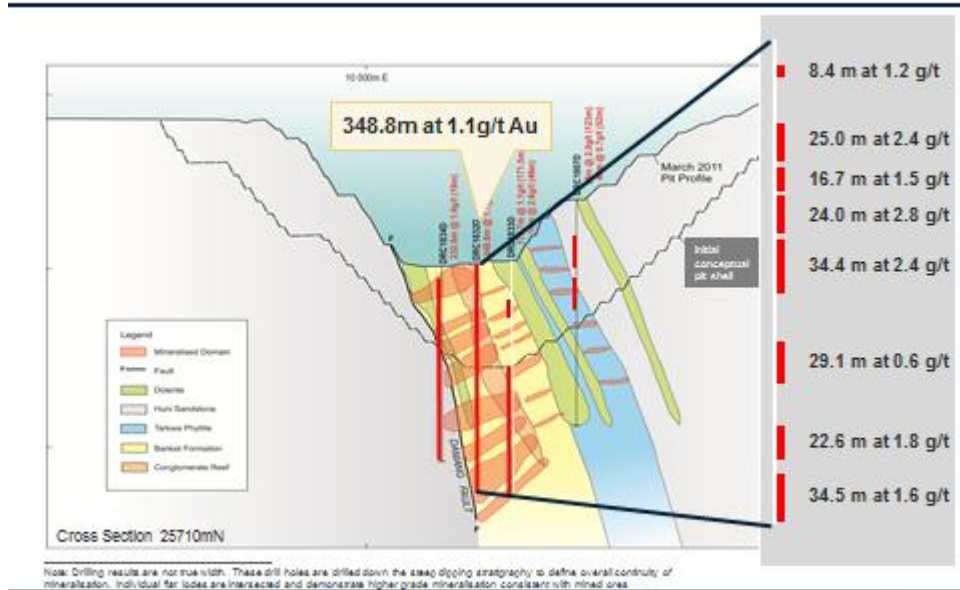 10 000m E
348.8m at 1.1g/t Au
March 2011
Pit Profile
Initial
conceptual
pit shell
DRC1834D
DRC1832D
Legend
Mineralised Domain
Fault
Dolerite
Huni Sandstone
Tarkwa Phyllite
Banket Formation
Conglomerate Reef
DAMANG FAULT
F
F
Cross Section 25710mN
8.4 m at 1.2 g/t
25.0 m at 2.4 g/t
16.7 m at 1.5 g/t
24.0 m at 2.8 g/t
34.4 m at 2.4 g/t
29.1 m at 0.6 g/t
22.6 m at 1.8 g/t
34.5 m at 1.6 g/t
Note: Drilling results are not true width. These drill holes are drilled down the steep dipping stratigraphy to define overall continuity of
mineralisation. Individual flat lodes are intersected and demonstrate higher grade mineralisation consistent with mined area